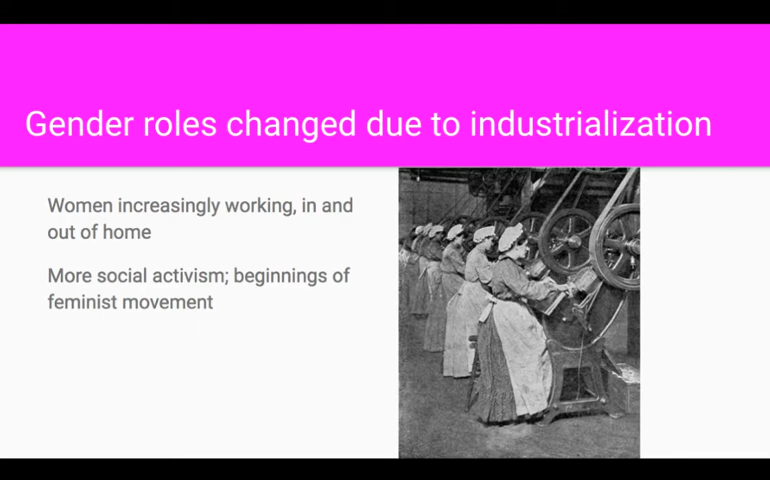 Gender roles changed due to industrialization
Women increasingly working, in and
out of home
More social activism; beginnings of
feminist movement